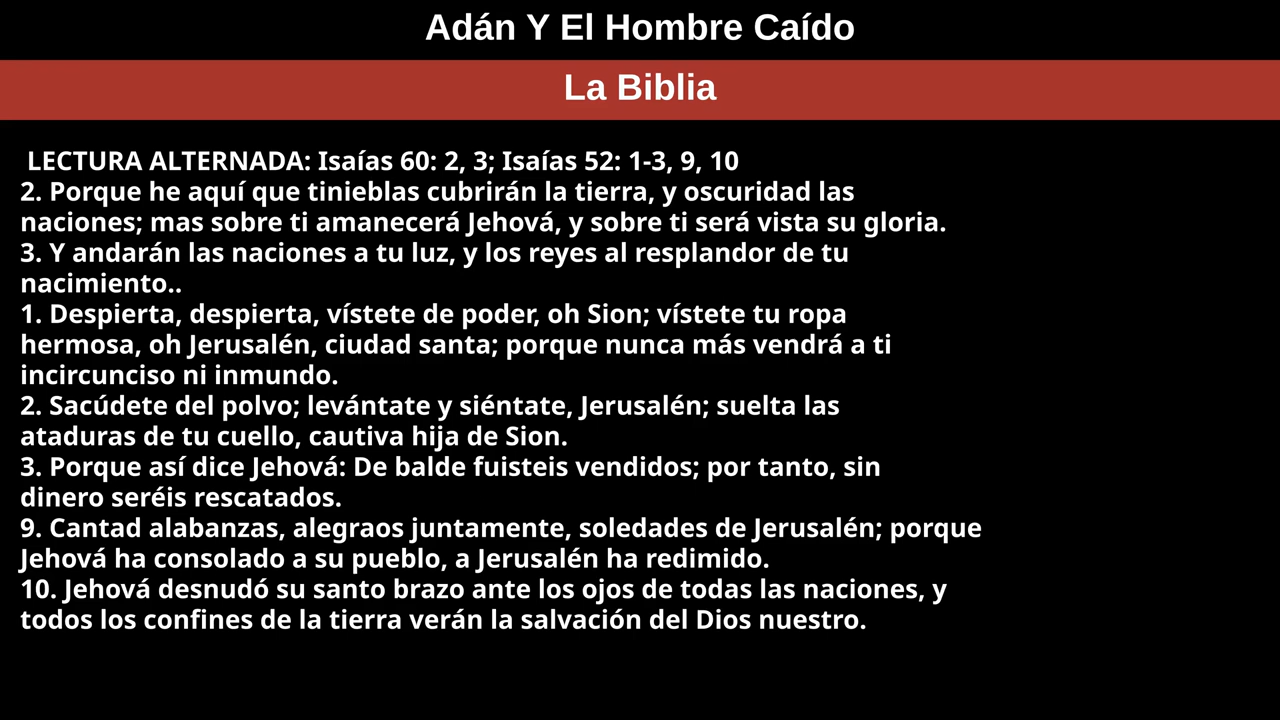 Adán Y El Hombre Caído
La Biblia
LECTURA ALTERNADA: Isaías 60: 2, 3; Isaías 52: 1-3, 9, 10
2. Porque he aquí que tinieblas cubrirán la tierra, y oscuridad las
naciones; mas sobre ti amanecerá Jehová, y sobre ti será vista su gloria.
3. Y andarán las naciones a tu luz, y los reyes al resplandor de tu
nacimiento..
1. Despierta, despierta, vístete de poder, oh Sion; vístete tu ropa
hermosa, oh Jerusalén, ciudad santa; porque nunca más vendrá a ti
incircunciso ni inmundo.
2. Sacúdete del polvo; levántate y siéntate, Jerusalén; suelta las
ataduras de tu cuello, cautiva hija de Sion.
3. Porque así dice Jehová: De balde fuisteis vendidos; por tanto, sin
dinero seréis rescatados.
9. Cantad alabanzas, alegraos juntamente, soledades de Jerusalén; porque
Jehová ha consolado a su pueblo, a Jerusalén ha redimido.
10. Jehová desnudó su santo brazo ante los ojos de todas las naciones, y
todos los confines de la tierra verán la salvación del Dios nuestro.